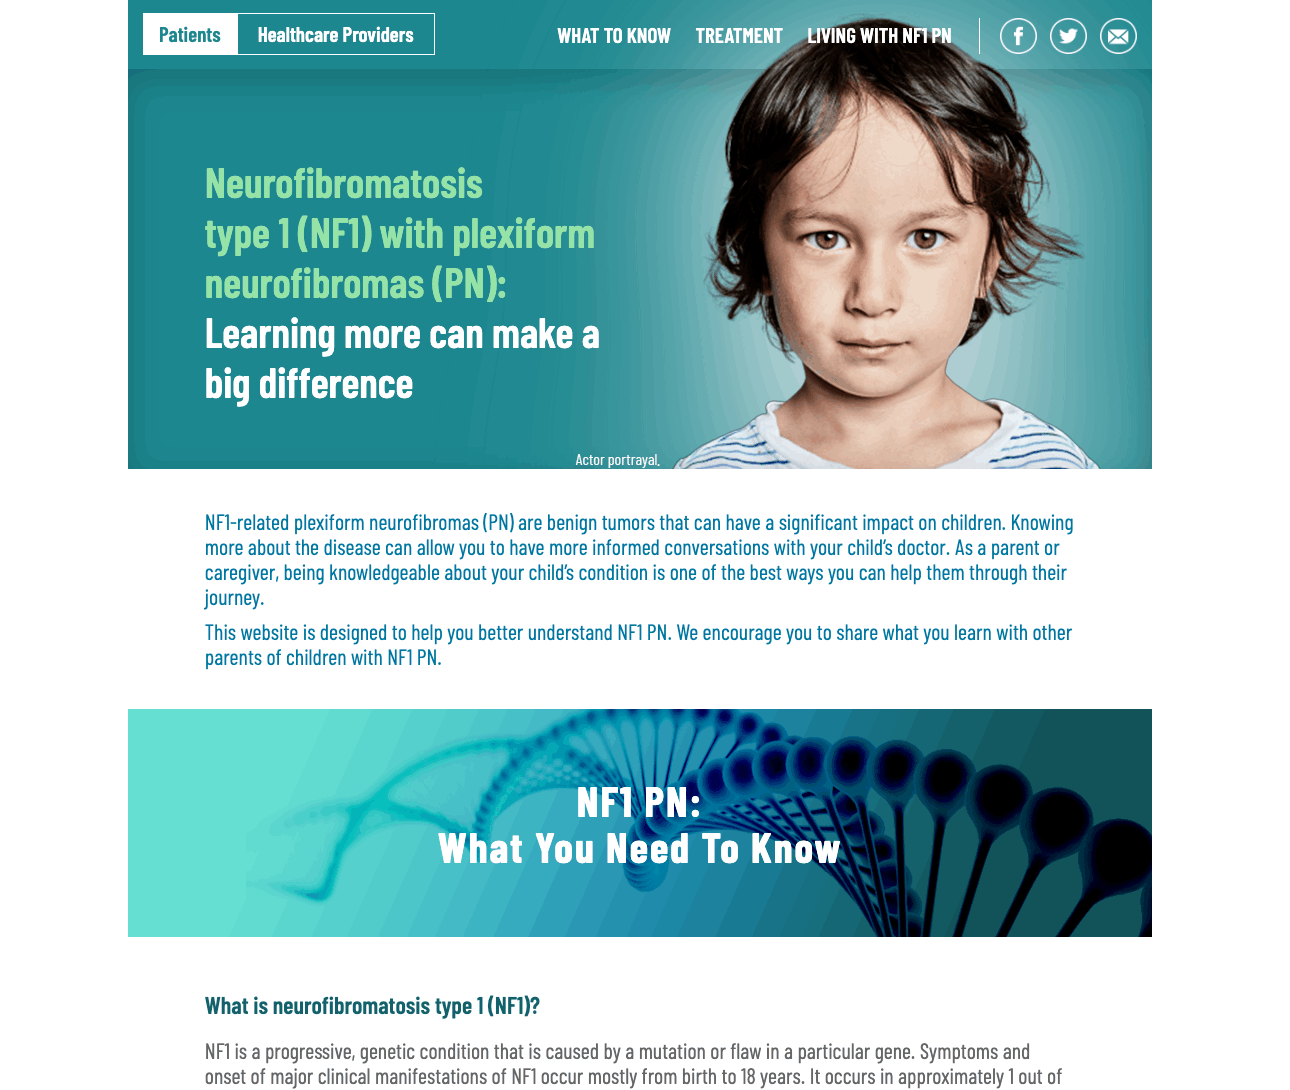 Patients
Healthcare Providers
WHAT TO KNOW
TREATMENT
LIVING WITH NF1 PN
Neurofibromatosis
type 1 (NF1) with plexiform
neurofibromas (PN):
Learning more can make a
big difference
Actor portrayal.
NF1-related plexiform neurofibromas (PN) are benign tumors that can have a significant impact on children. Knowing
more about the disease can allow you to have more informed conversations with your child’s doctor. As a parent or
caregiver, being knowledgeable about your child’s condition is one of the best ways you can help them through their
journey.
This website is designed to help you better understand NF1 PN. We encourage you to share what you learn with other
parents of children with NF1 PN.
NF1 PN:
What You Need To Know
What is neurofibromatosis type 1 (NF1)?
NF1 is a progressive, genetic condition that is caused by a mutation or flaw in a particular gene. Symptoms and
onset of major clinical manifestations of NF1 occur mostly from birth to 18 years. It occurs in approximately 1 out of